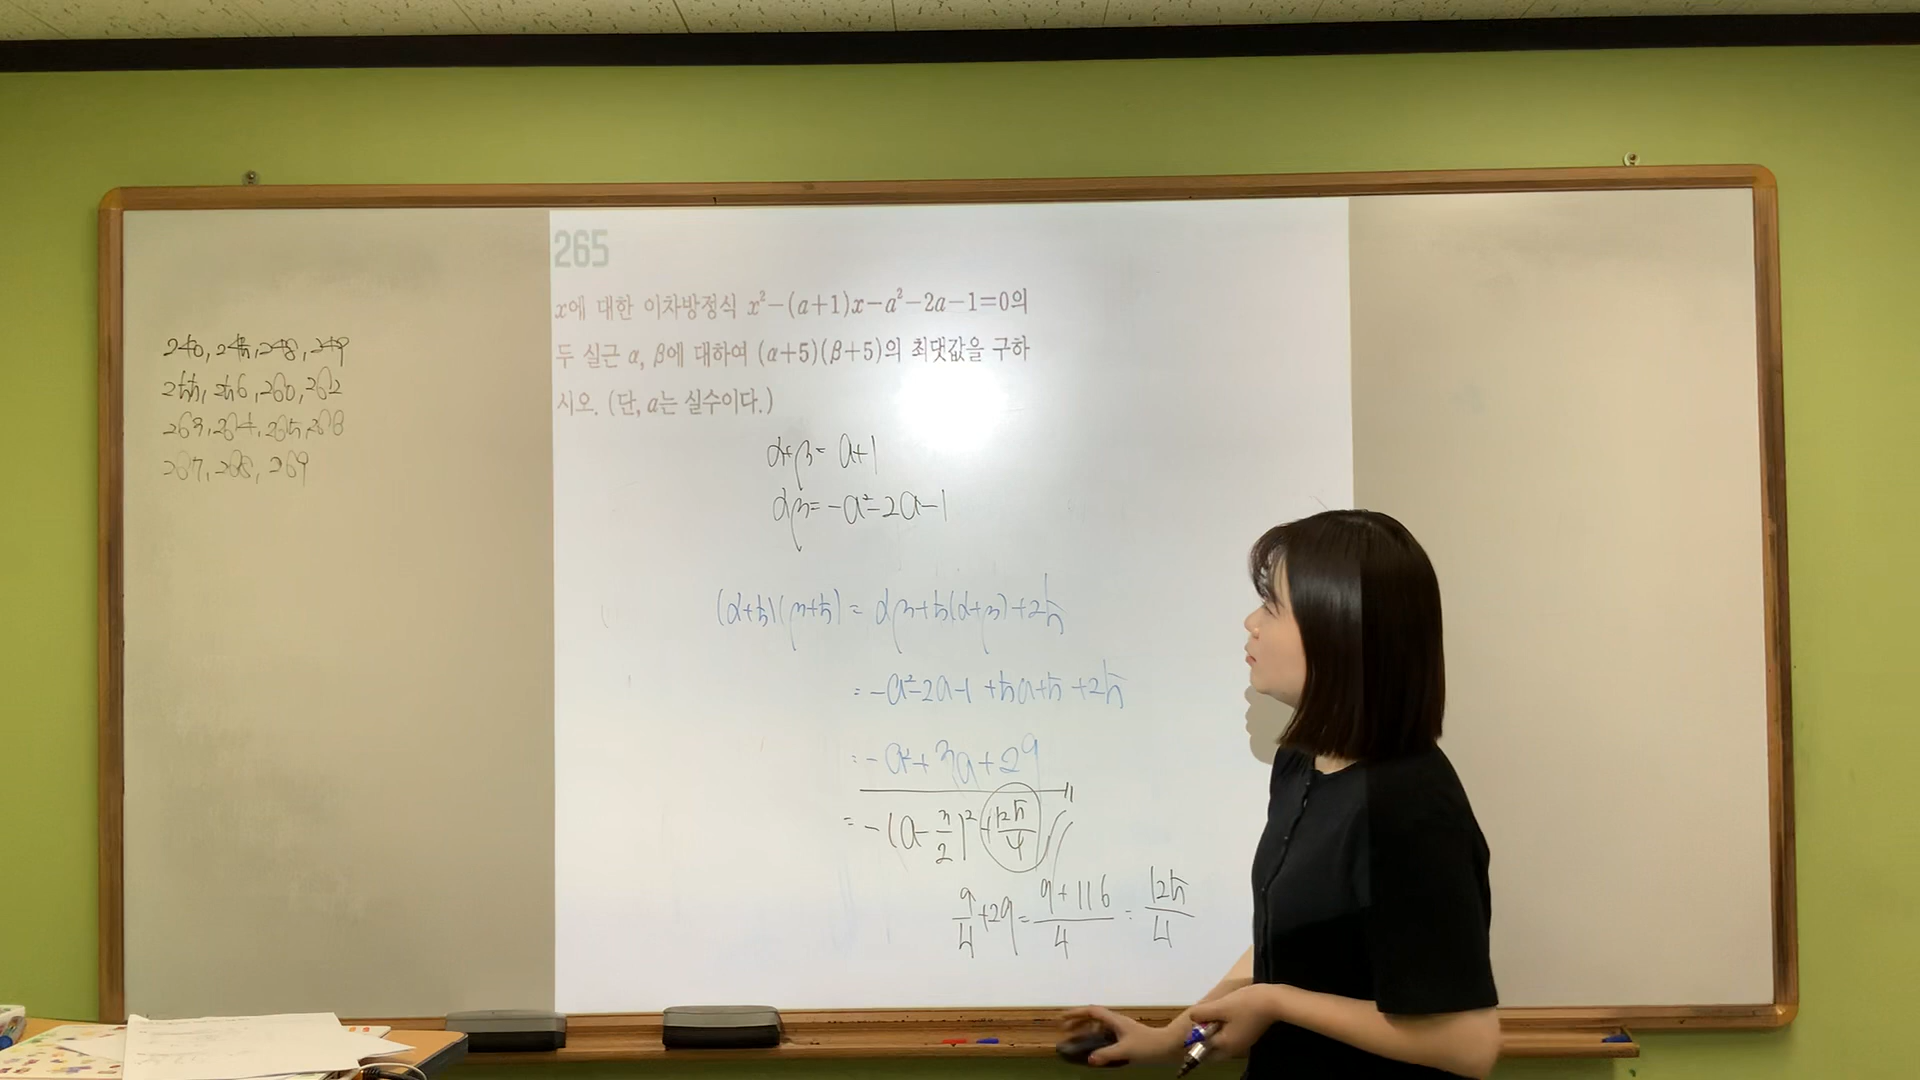 265
x에 대한 이차방정식 x²-(a+1)x-a²-2a-1=0의
두 실근 α, β에 대하여 (α+5)(β+5)의 최댓값을 구하
시오. (단, a는 실수이다.)
240, 245, 248, 249
255, 256, 260, 262
263, 264, 265, 266
267, 268, 269
α+β = a+1
αβ = -a²-2a-1
(α+5)(β+5) = αβ+5(α+β)+25
= -a²-2a-1+5a+5+25
= -a²+3a+29
= -(a-3/2)²+125/4
9/4+29 = 9+116/4 = 125/4